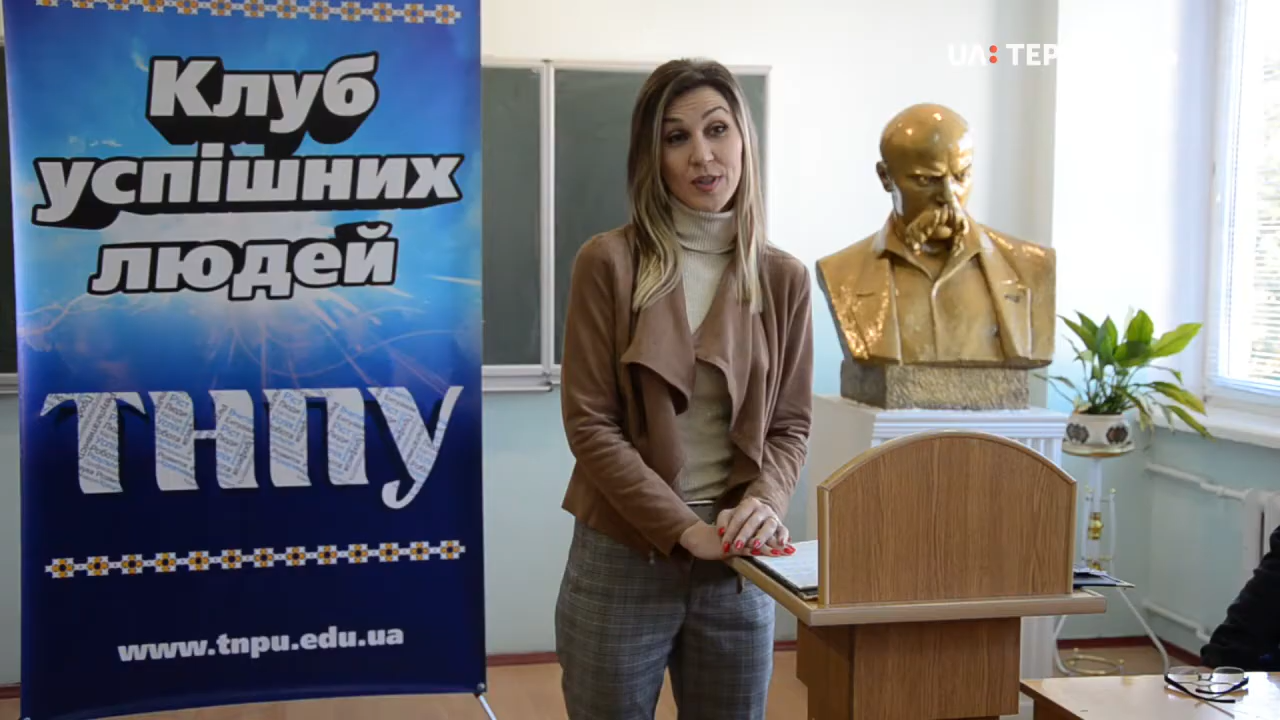 Клуб
успішних
людей
ТНПУ
www.tnpu.edu.ua
UA: ТЕР